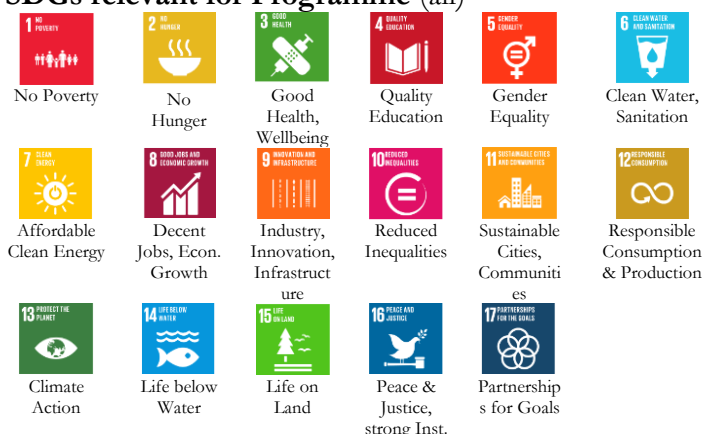 SDGs relevant for Programme (all)
1 NO
POVERTY
2 NO
HUNGER
3 GOOD
HEALTH
4 QUALITY
EDUCATION
5 GENDER
EQUALITY
6 CLEAN WATER
AND SANITATION
No Poverty
No
Hunger
Good
Health,
Wellbeing
Quality
Education
Gender
Equality
Clean Water,
Sanitation
7 CLEAN
ENERGY
8 GOOD JOBS AND
ECONOMIC GROWTH
9 INNOVATION AND
INFRASTRUCTURE
10 REDUCED
INEQUALITIES
11 SUSTAINABLE CITIES
AND COMMUNITIES
12 RESPONSIBLE
CONSUMPTION
Affordable
Clean Energy
Decent
Jobs, Econ.
Growth
Industry,
Innovation,
Infrastruct
ure
Reduced
Inequalities
Sustainable
Cities,
Communiti
es
Responsible
Consumption
& Production
13 PROTECT THE
PLANET
14 LIFE BELOW
WATER
15 LIFE
ON LAND
16 PEACE AND
JUSTICE
17 PARTNERSHIPS
FOR THE GOALS
Climate
Action
Life below
Water
Life on
Land
Peace &
Justice,
strong Inst.
Partnership
s for Goals